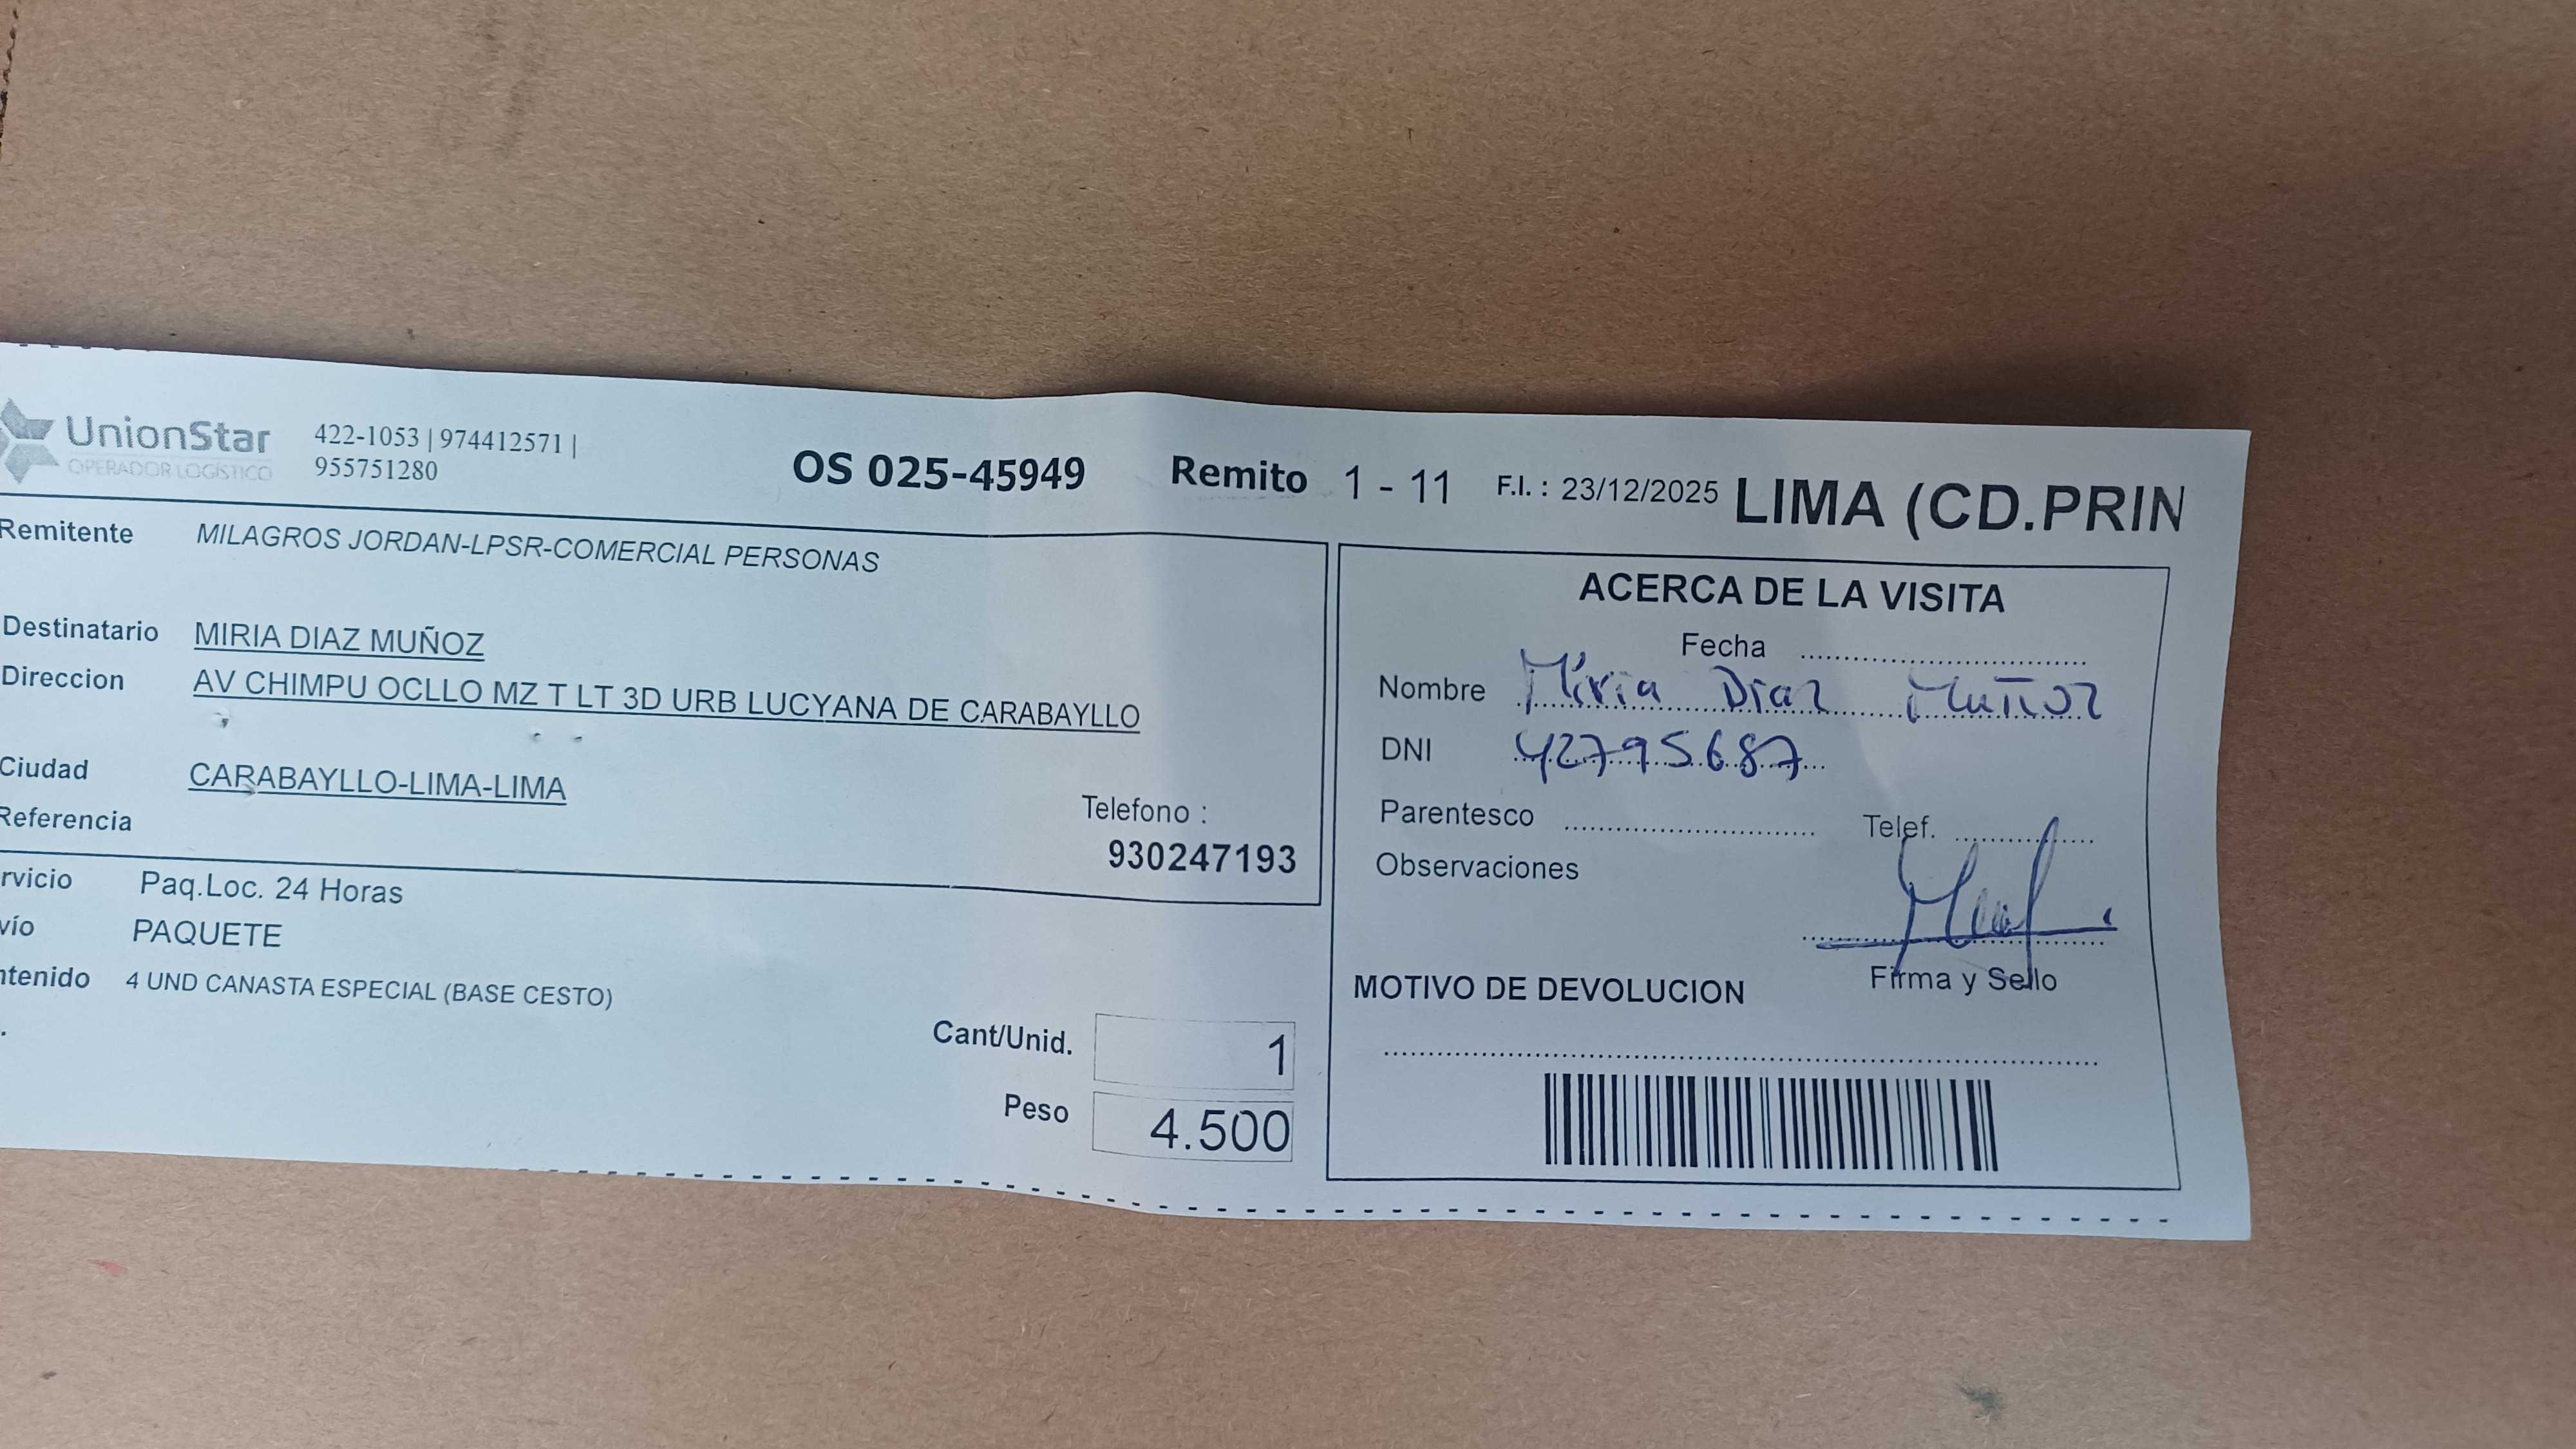 UnionStar
OPERADOR LOGÍSTICO
422-1053 | 974412571 |
955751280
OS 025-45949
Remito 1 - 11
F.I. : 23/12/2025
LIMA (CD.PRIN
Remitente MILAGROS JORDAN-LPSR-COMERCIAL PERSONAS
Destinatario MIRIA DIAZ MUÑOZ
Direccion AV CHIMPU OCLLO MZ T LT 3D URB LUCYANA DE CARABAYLLO
Ciudad CARABAYLLO-LIMA-LIMA
Referencia
Telefono :
930247193
rvicio Paq.Loc. 24 Horas
vío PAQUETE
ntenido 4 UND CANASTA ESPECIAL (BASE CESTO)
Cant/Unid. 1
Peso 4.500
ACERCA DE LA VISITA
Fecha
Nombre Miria Diaz Muñoz
DNI 42795687
Parentesco Telef.
Observaciones
Firma y Sello
MOTIVO DE DEVOLUCION